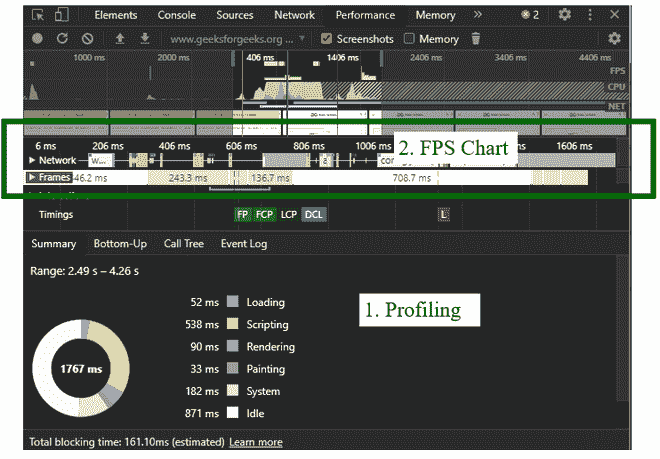 Elements Console Sources Network Performance Memory » 2
www.geeksforgeeks.org ... Screenshots Memory
1000 ms 2000 ms 406 ms 1406 ms 2406 ms 3406 ms 4406 ms
FPS
CPU
NET
6 ms 206 ms 406 ms 606 ms 806 ms 1006 ms 1606 ms
2. FPS Chart
Network w... a
Frames 46.2 ms 243.3 ms 136.7 ms 708.7 ms
Timings FP FCP LCP DCL L
Summary Bottom-Up Call Tree Event Log
Range: 2.49 s – 4.26 s
1. Profiling
52 ms Loading
538 ms Scripting
90 ms Rendering
33 ms Painting
182 ms System
871 ms Idle
1767 ms
Total blocking time: 161.10ms (estimated) Learn more